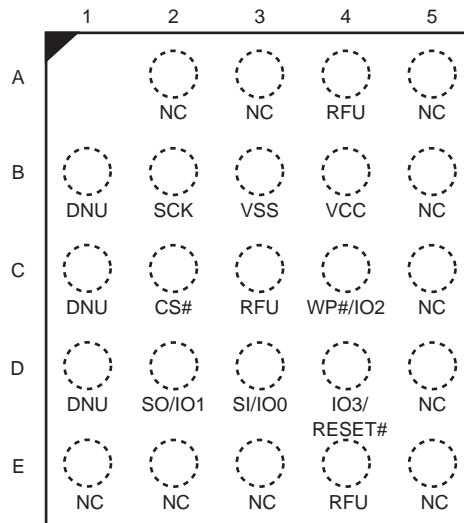 1 2 3 4 5
A
NC NC RFU NC
B
DNU SCK VSS VCC NC
C
DNU CS# RFU WP#/IO2 NC
D
DNU SO/IO1 SI/IO0 IO3/ NC
RESET#
E
NC NC NC RFU NC